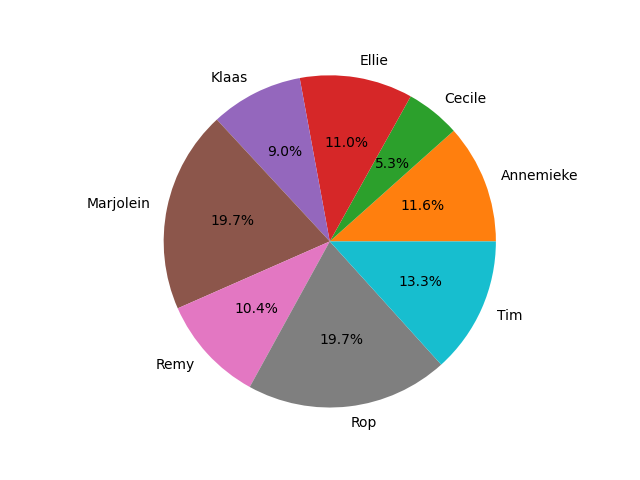 Ellie
Klaas
Cecile
11.0%
9.0%
5.3%
Annemieke
Marjolein
11.6%
19.7%
13.3%
10.4%
Tim
19.7%
Remy
Rop